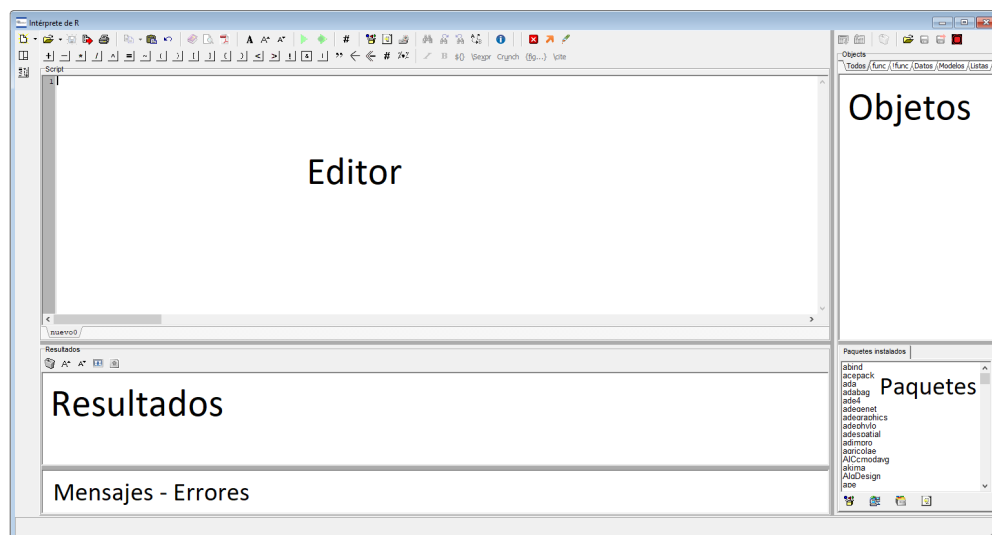 Intérprete de R
A A+ A-
#
+ - * / ^ = ~ ( ) [ ] { } < > ! & | ” #
B $() \Sexpr Crunch (fig...) \cite
Script
1
Editor
nuevo0
Resultados
A+ A-
Resultados
Mensajes - Errores
Objects
Todos func !func Datos Modelos Listas
Objetos
Paquetes instalados
abind
acepack
ada
adabag
ade4
adegenet
adegraphics
adephylo
adespatial
adimpro
agricolae
AICcmodavg
akima
AlgDesign
ape
Paquetes